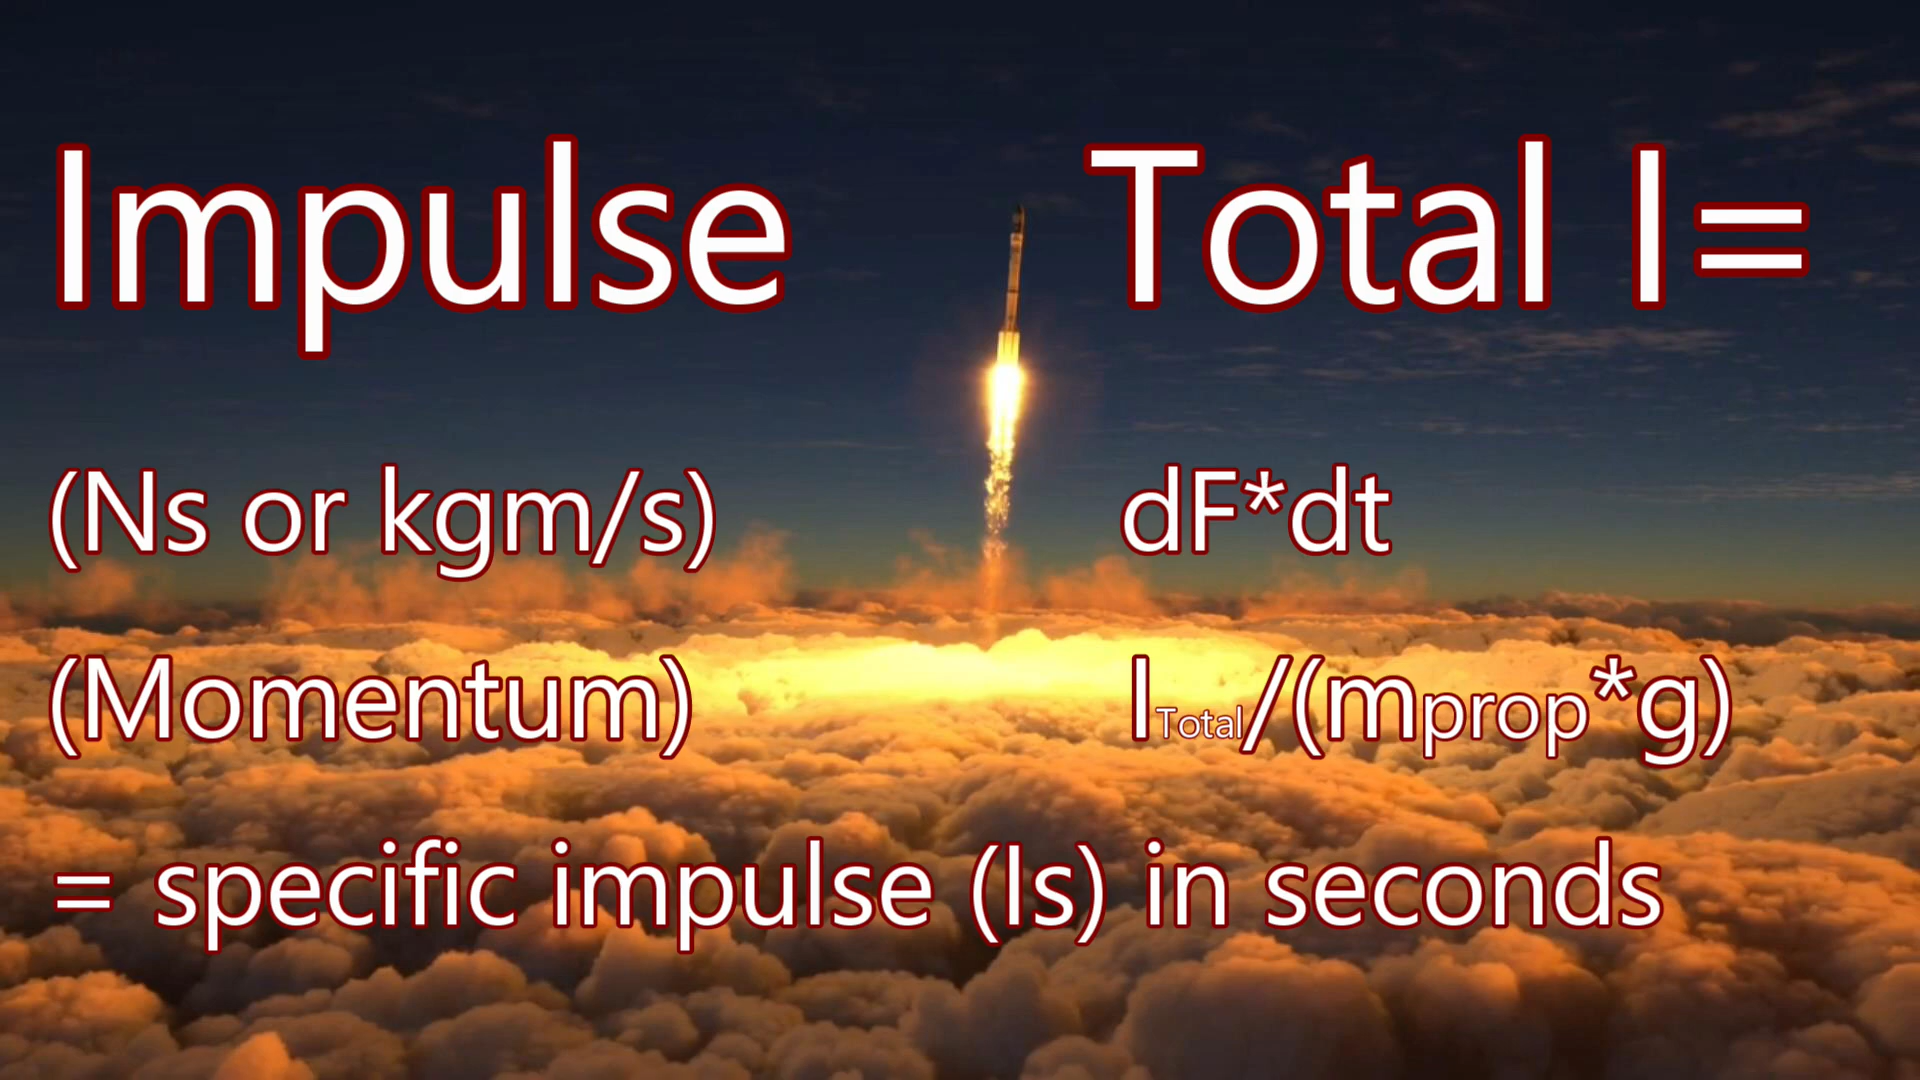 Impulse Total I=
(Ns or kgm/s) dF*dt
(Momentum) ITotal/(mprop*g)
= specific impulse (Is) in seconds